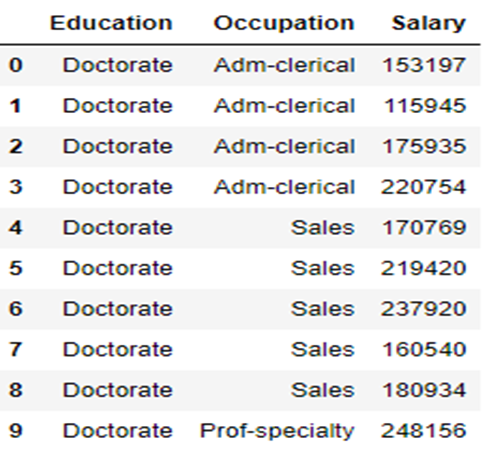 Education Occupation Salary
0 Doctorate Adm-clerical 153197
1 Doctorate Adm-clerical 115945
2 Doctorate Adm-clerical 175935
3 Doctorate Adm-clerical 220754
4 Doctorate Sales 170769
5 Doctorate Sales 219420
6 Doctorate Sales 237920
7 Doctorate Sales 160540
8 Doctorate Sales 180934
9 Doctorate Prof-specialty 248156